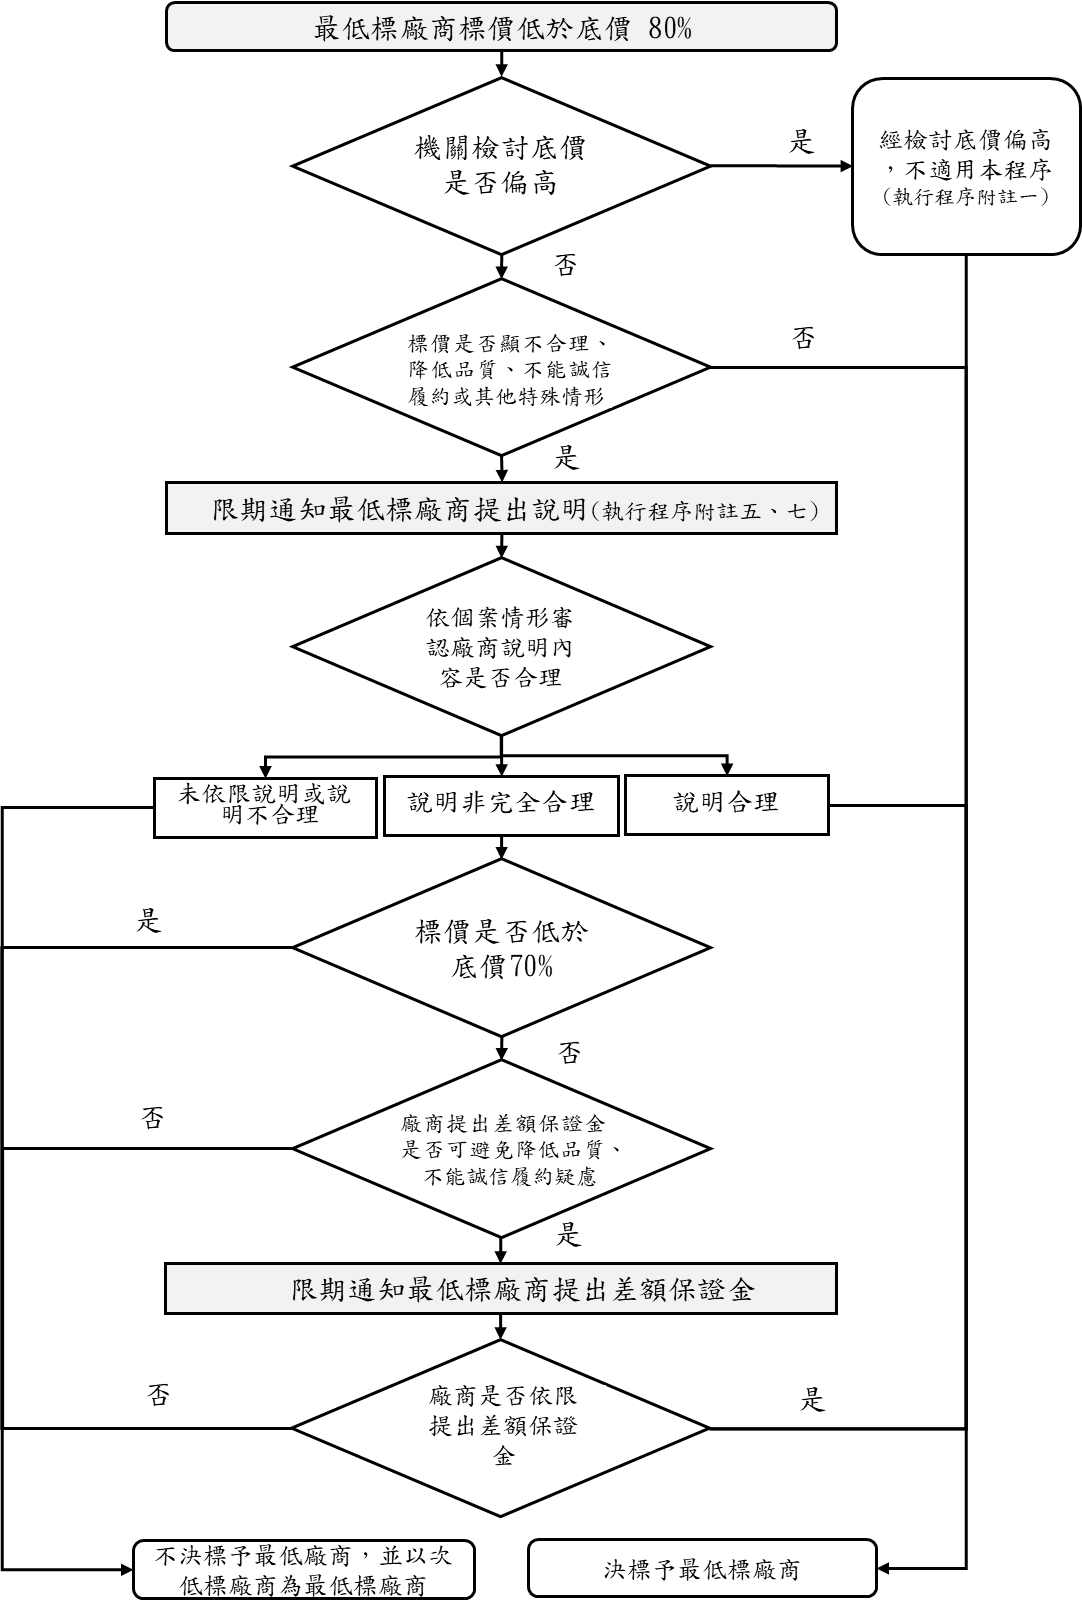 最低標廠商標價低於底價 80%
機關檢討底價
是否偏高
是
經檢討底價偏高
，不適用本程序
(執行程序附註一)
否
標價是否顯不合理、
降低品質、不能誠信
履約或其他特殊情形
否
是
限期通知最低標廠商提出說明(執行程序附註五、七)
依個案情形審
認廠商說明內
容是否合理
未依限說明或說
明不合理
說明非完全合理
說明合理
標價是否低於
底價70%
是
否
廠商提出差額保證金
是否可避免降低品質、
不能誠信履約疑慮
否
是
限期通知最低標廠商提出差額保證金
廠商是否依限
提出差額保證
金
否
是
不決標予最低廠商，並以次
低標廠商為最低標廠商
決標予最低標廠商